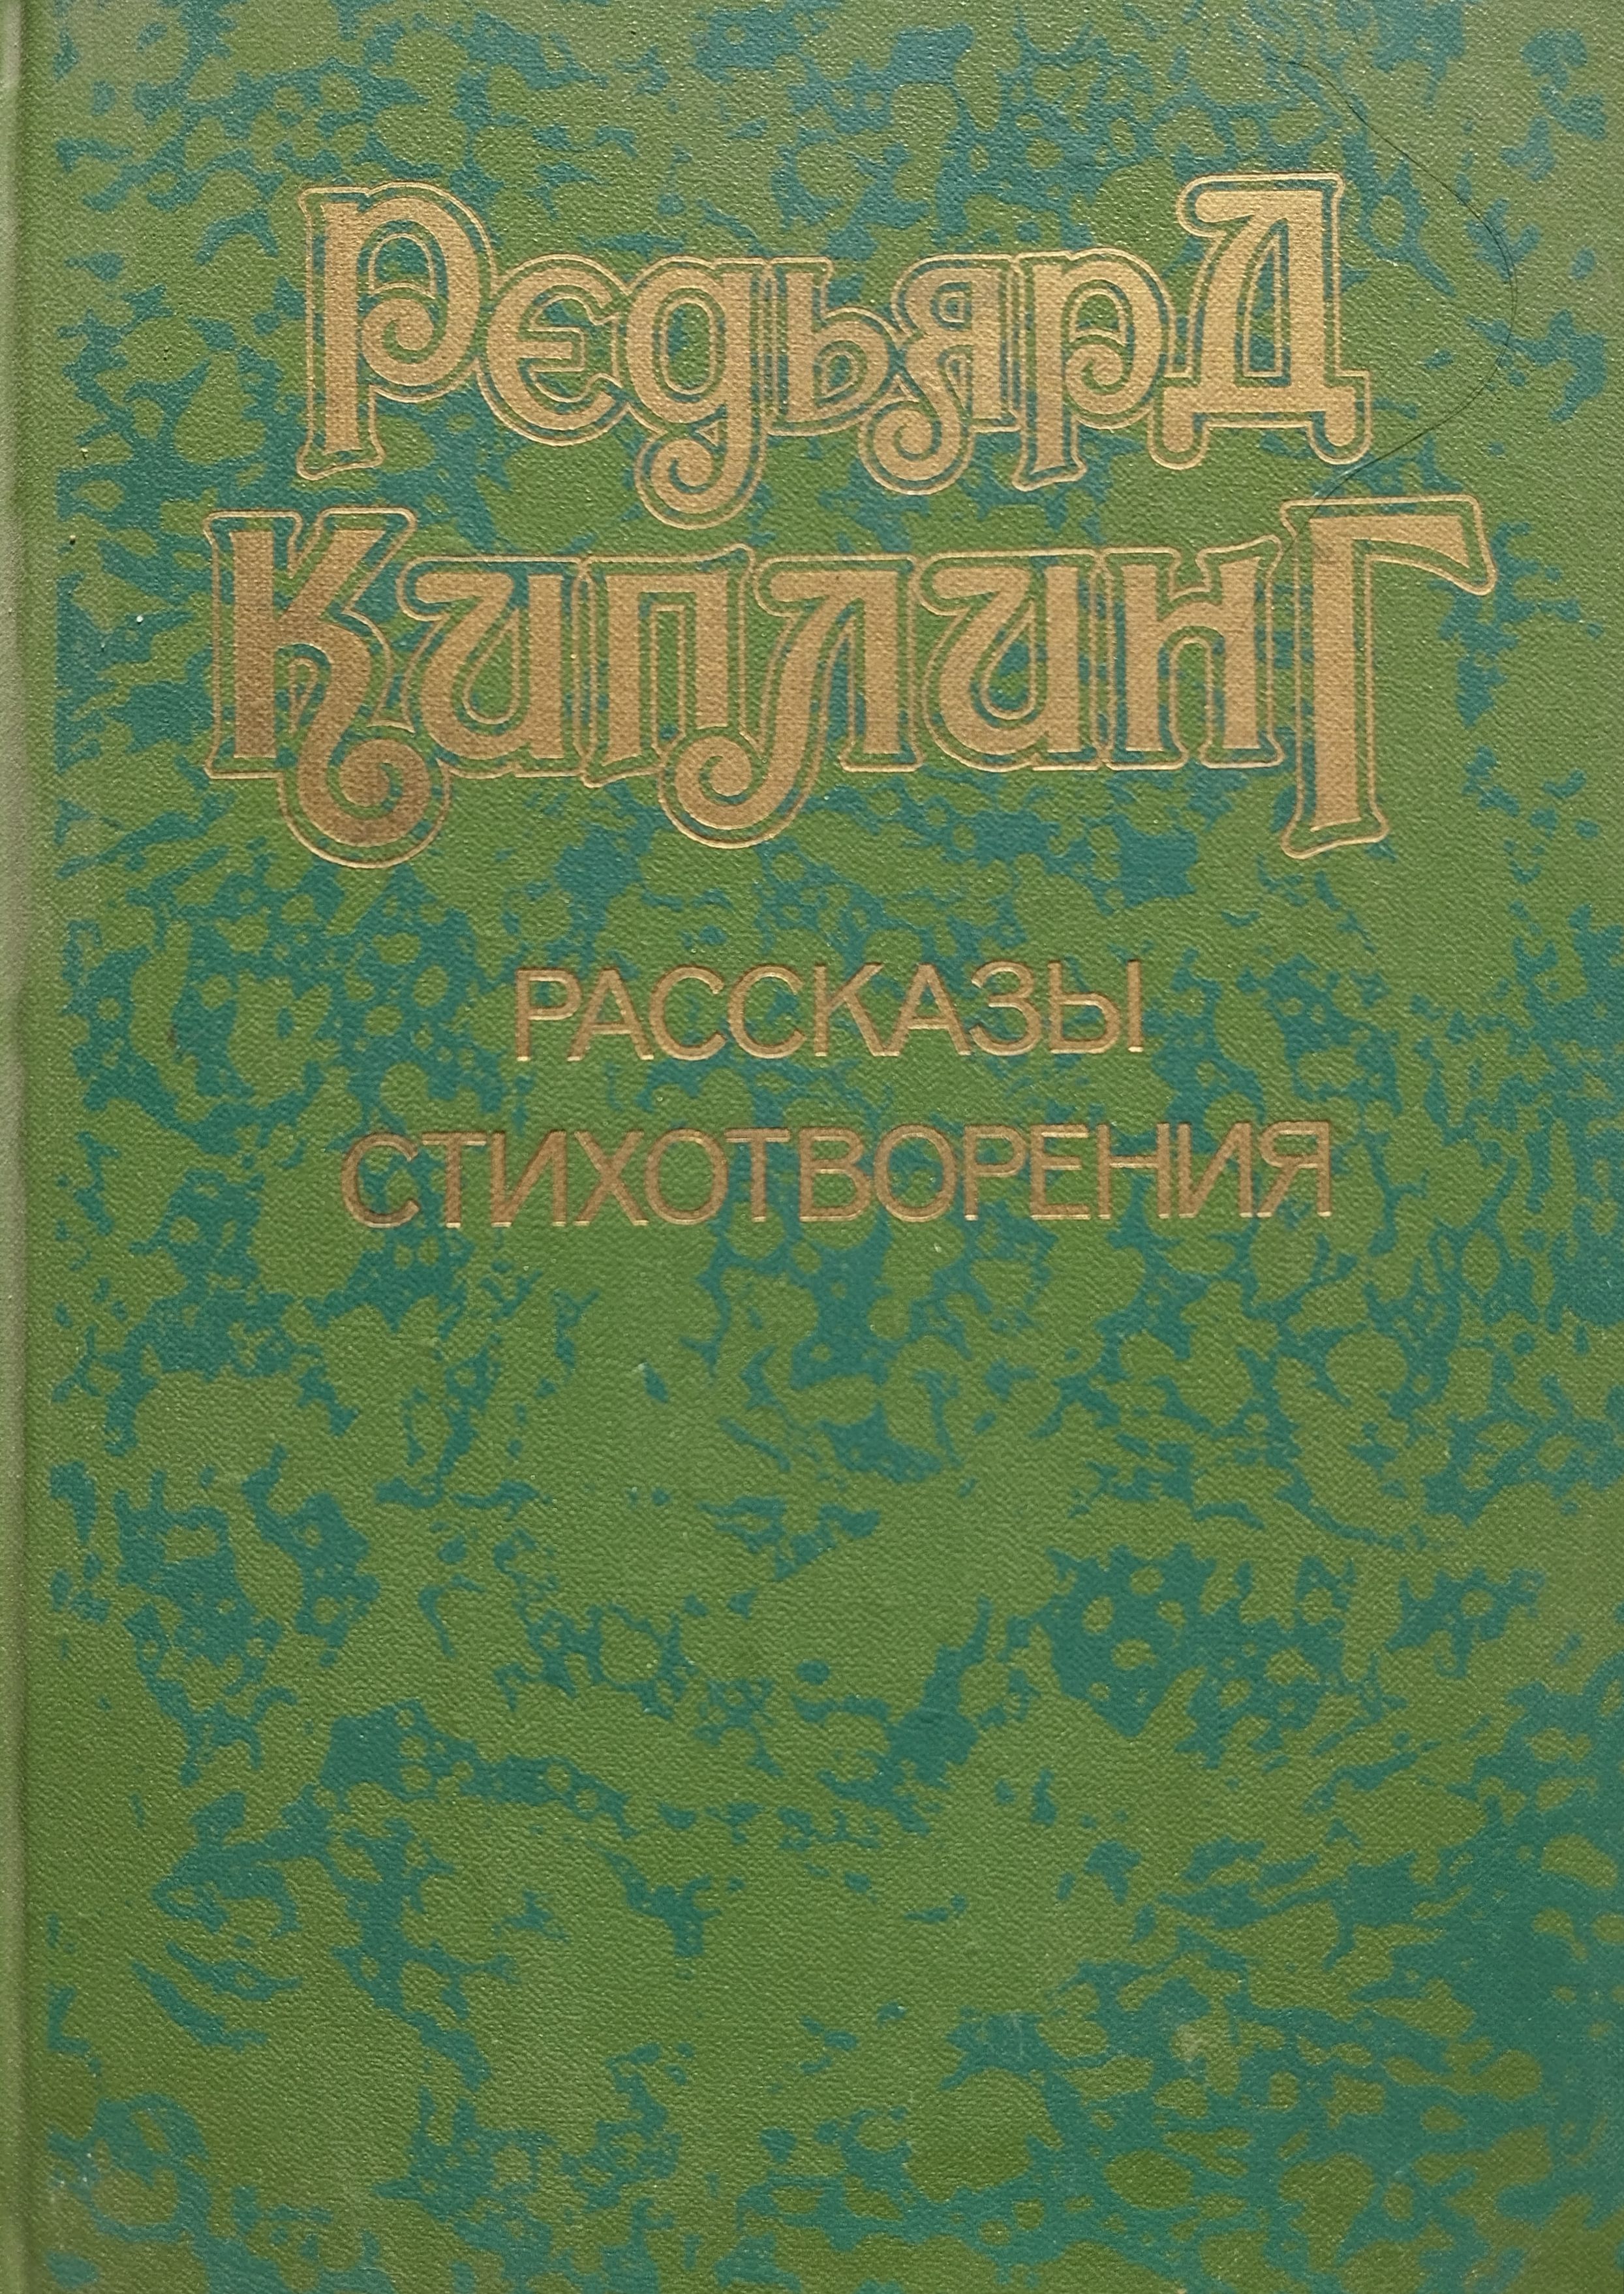 Редьярд
Киплинг
РАССКАЗЫ
СТИХОТВОРЕНИЯ